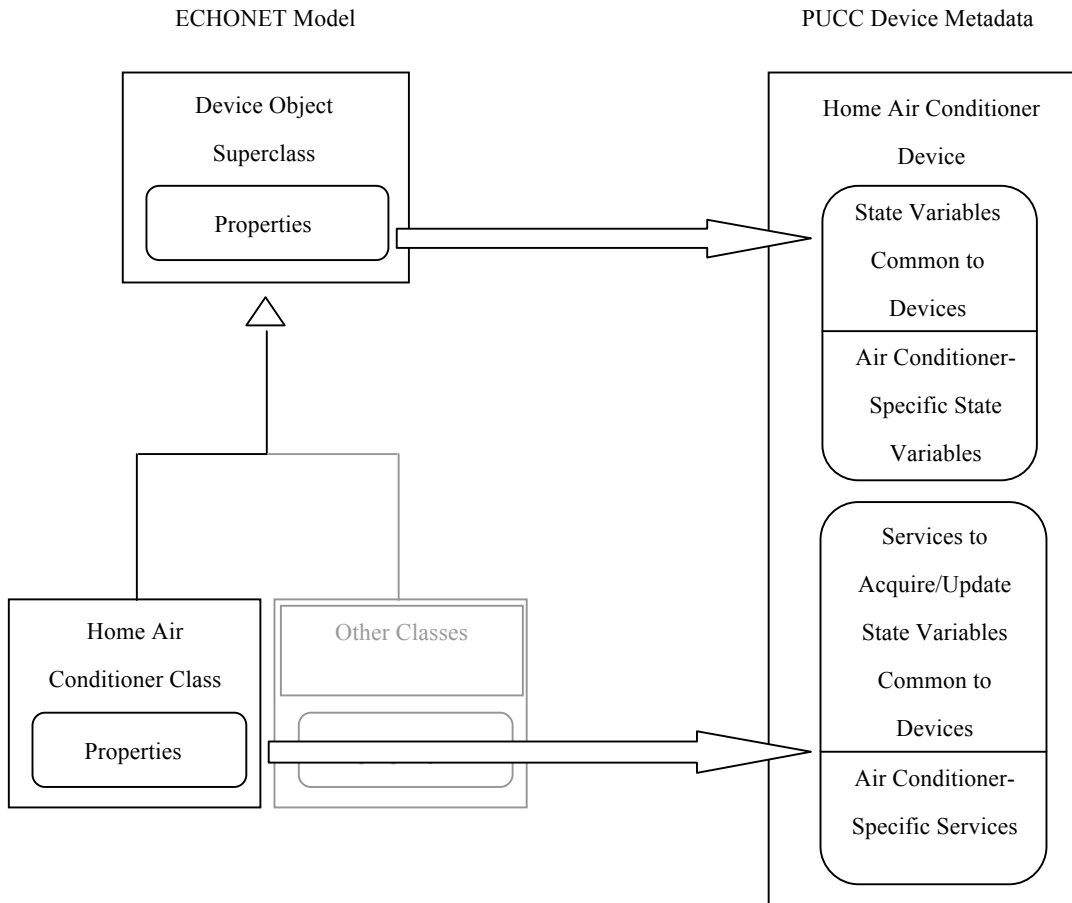 ECHONET Model
PUCC Device Metadata
Device Object
Superclass
Properties
Home Air Conditioner
Device
State Variables
Common to
Devices
Air Conditioner-
Specific State
Variables
Services to
Acquire/Update
State Variables
Common to
Devices
Air Conditioner-
Specific Services
Home Air
Conditioner Class
Properties
Other Classes